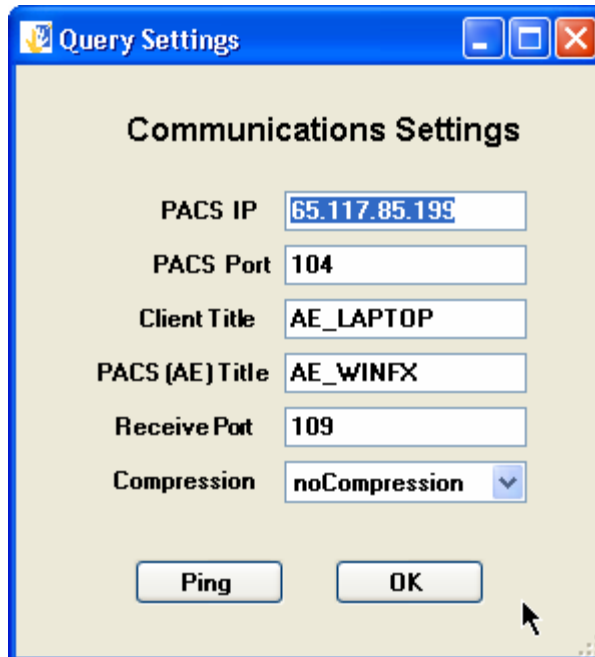 Query Settings
Communications Settings
PACS IP 65.117.85.199
PACS Port 104
Client Title AE_LAPTOP
PACS (AE) Title AE_WINFX
Receive Port 109
Compression noCompression
Ping OK